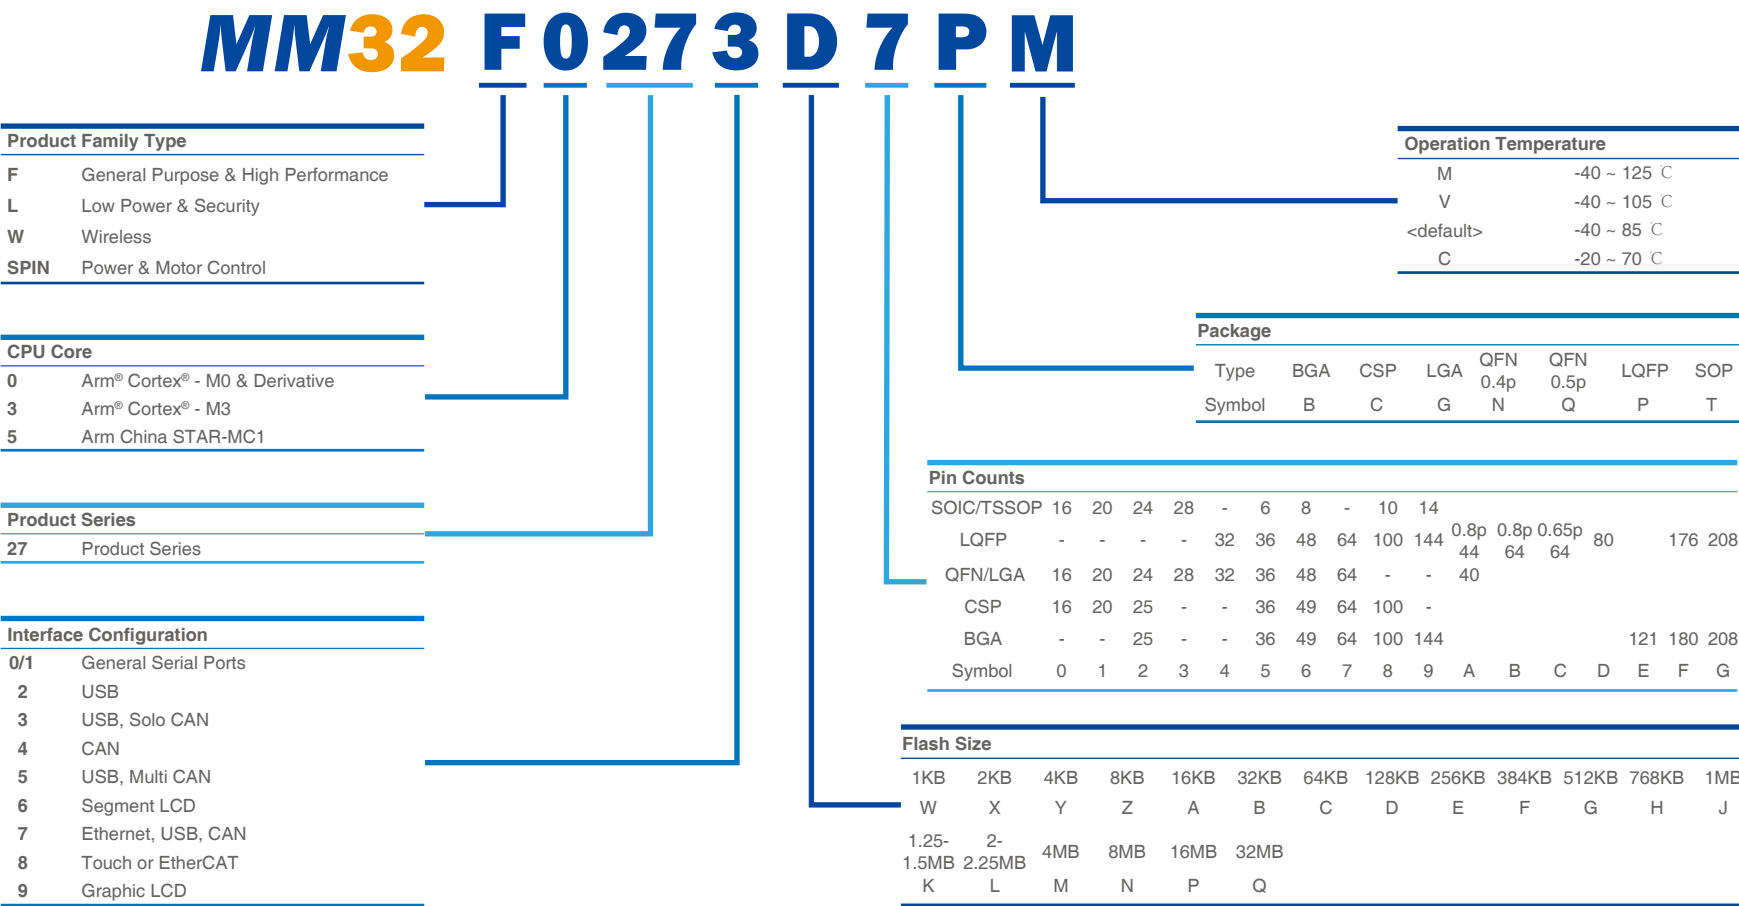 MM32 F 0 27 3 D 7 P M
Product Family Type
F General Purpose & High Performance
L Low Power & Security
W Wireless
SPIN Power & Motor Control
CPU Core
0 Arm® Cortex® - M0 & Derivative
3 Arm® Cortex® - M3
5 Arm China STAR-MC1
Product Series
27 Product Series
Interface Configuration
0/1 General Serial Ports
2 USB
3 USB, Solo CAN
4 CAN
5 USB, Multi CAN
6 Segment LCD
7 Ethernet, USB, CAN
8 Touch or EtherCAT
9 Graphic LCD
Operation Temperature
M -40 ~ 125 ℃
V -40 ~ 105 ℃
<default> -40 ~ 85 ℃
C -20 ~ 70 ℃
Package
Type BGA CSP LGA QFN 0.4p QFN 0.5p LQFP SOP
Symbol B C G N Q P T
Pin Counts
SOIC/TSSOP 16 20 24 28 - 6 8 - 10 14
LQFP - - - - 32 36 48 64 100 144 0.8p 44 0.8p 64 0.65p 64 80 176 208
QFN/LGA 16 20 24 28 32 36 48 64 - - 40
CSP 16 20 25 - - 36 49 64 100 -
BGA - - 25 - - 36 49 64 100 144 121 180 208
Symbol 0 1 2 3 4 5 6 7 8 9 A B C D E F G
Flash Size
1KB 2KB 4KB 8KB 16KB 32KB 64KB 128KB 256KB 384KB 512KB 768KB 1MB
W X Y Z A B C D E F G H J
1.25-1.5MB 2-2.25MB 4MB 8MB 16MB 32MB
K L M N P Q